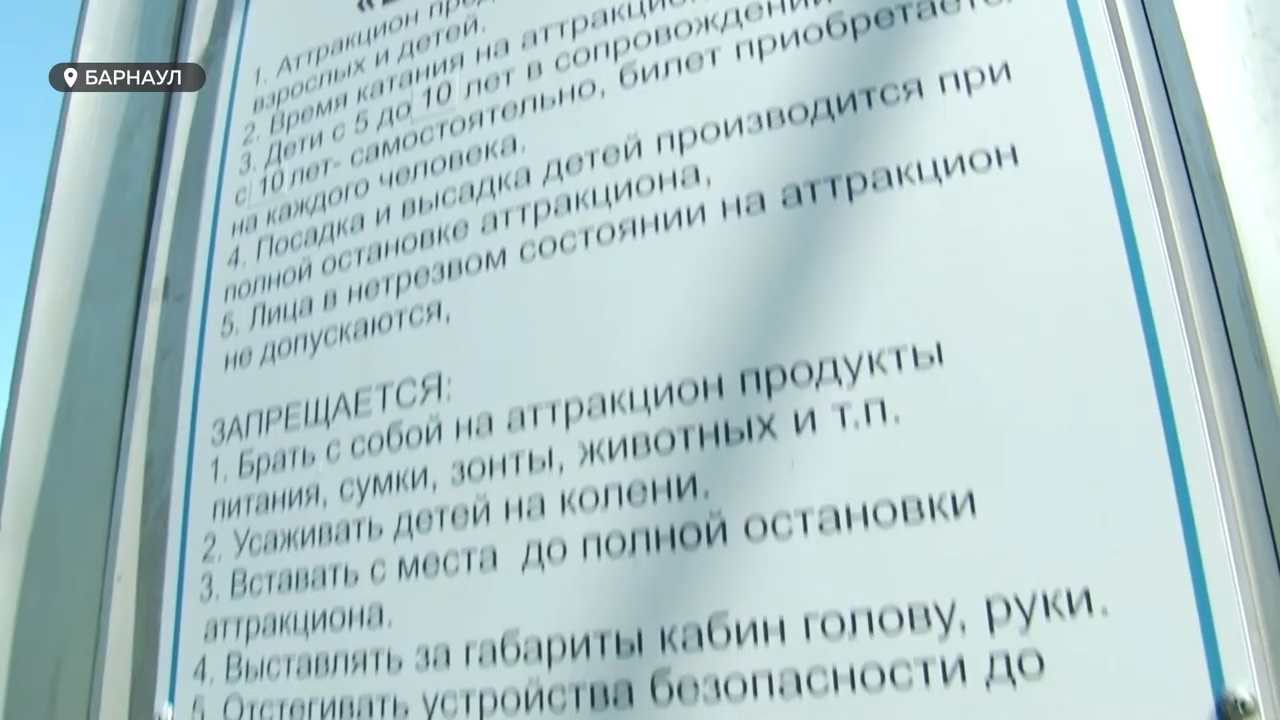 БАРНАУЛ
1. Аттракцион
взрослых и детей.
2. Время катания на
3. Дети с 5 до 10 лет в сопровождении
с 10 лет- самостоятельно, билет приобретается
на каждого человека.
4. Посадка и высадка детей производится при
полной остановке аттракциона,
5. Лица в нетрезвом состоянии на аттракцион
не допускаются,
ЗАПРЕЩАЕТСЯ:
1. Брать с собой на аттракцион продукты
питания, сумки, зонты, животных и т.п.
2. Усаживать детей на колени.
3. Вставать с места до полной остановки
аттракциона.
4. Выставлять за габариты кабин голову, руки.
5. Отстегивать устройства безопасности до